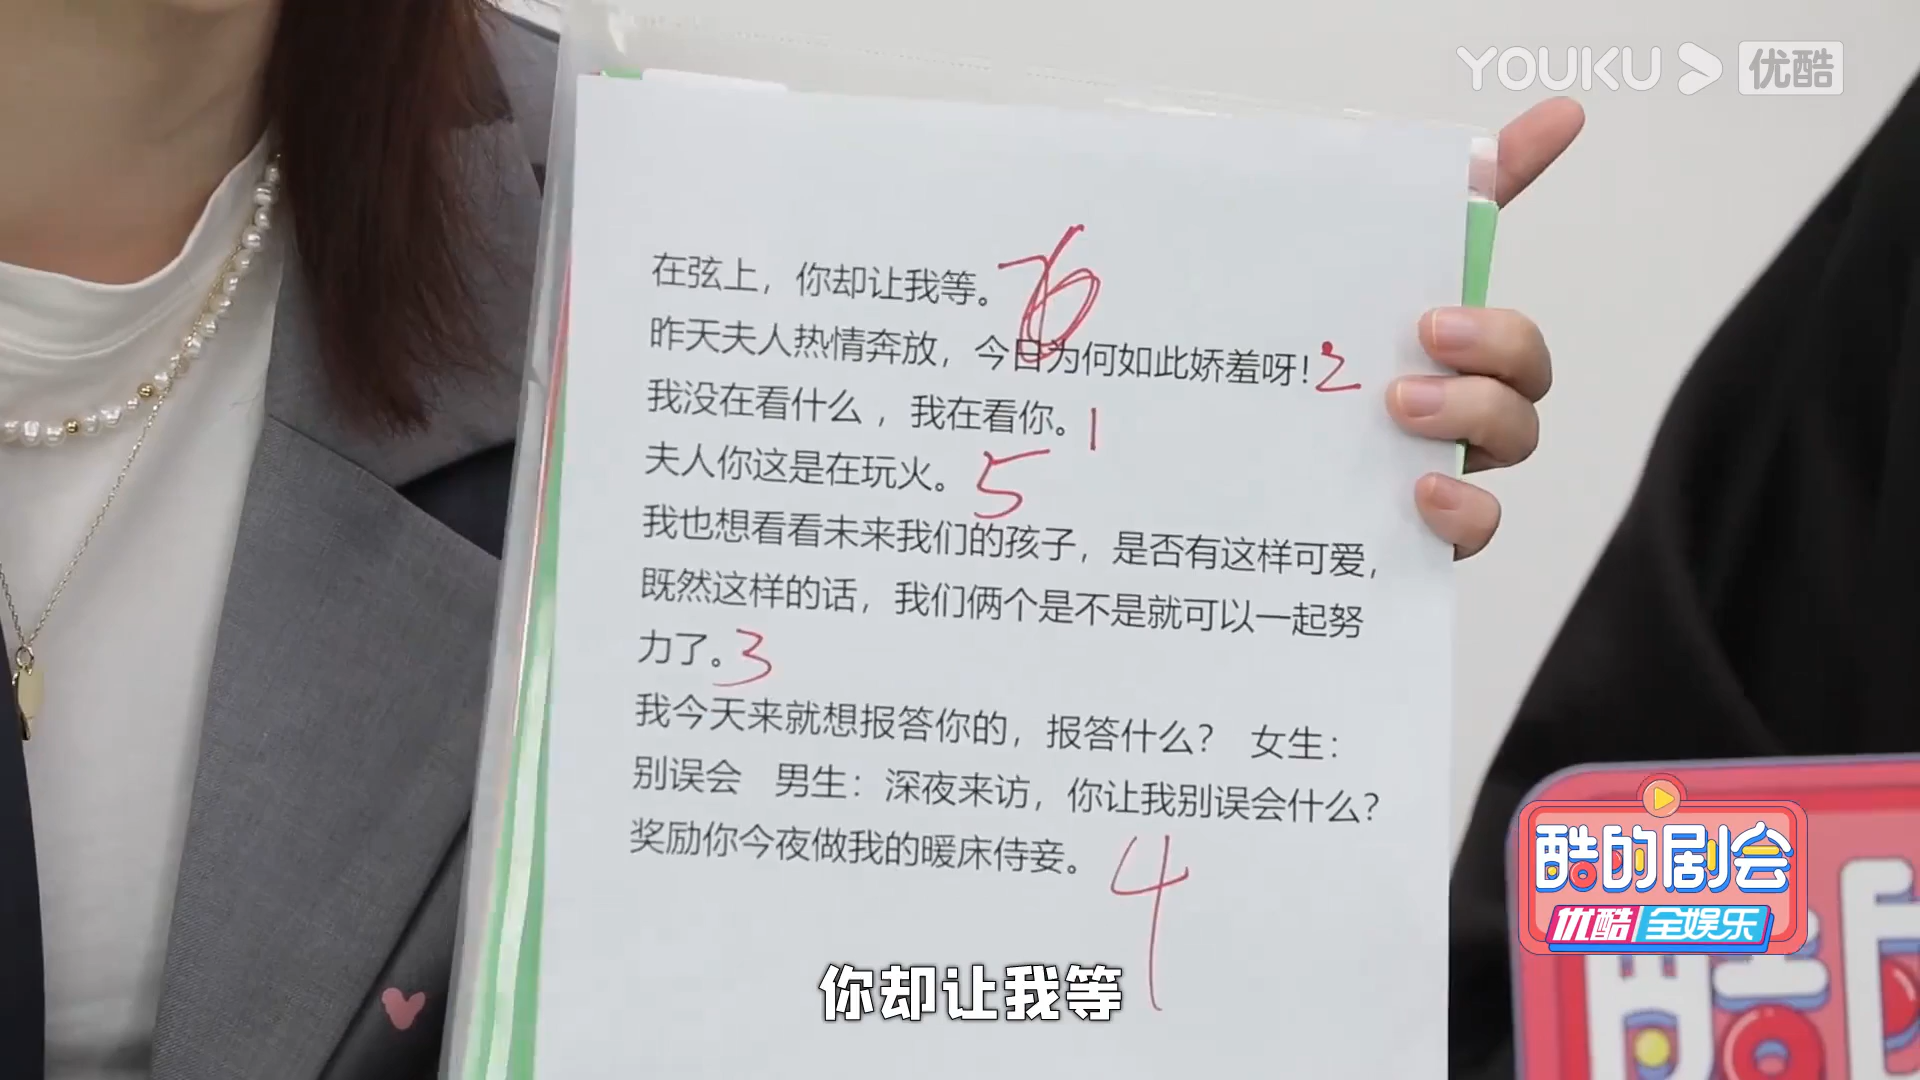 YOUKU 优酷
在弦上，你却让我等。6
昨天夫人热情奔放，今日为何如此娇羞呀！2
我没在看什么，我在看你。1
夫人你这是在玩火。5
我也想看看未来我们的孩子，是否有这样可爱，
既然这样的话，我们俩个是不是就可以一起努
力了。3
我今天来就想报答你的，报答什么？ 女生：
别误会 男生：深夜来访，你让我别误会什么？
奖励你今夜做我的暖床侍妾。4
酷的剧会
优酷 全娱乐
你却让我等